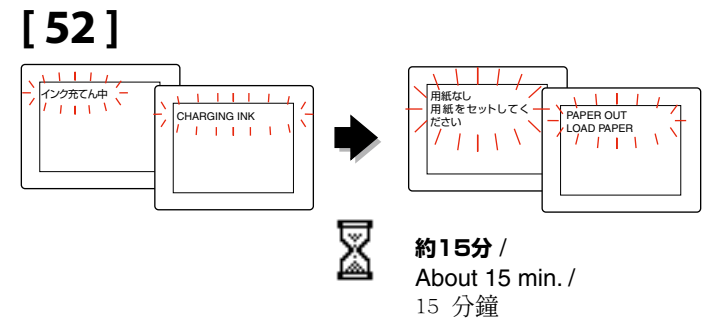 [ 52 ]
インク充てん中
CHARGING INK
用紙なし
用紙をセットしてく
ださい
PAPER OUT
LOAD PAPER
約15分 /
About 15 min. /
15 分鐘